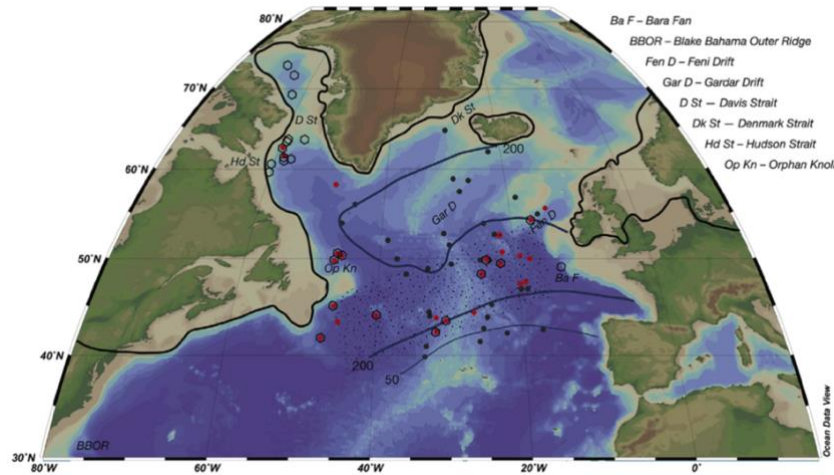 80˚N
Ba F – Bara Fan
BBOR – Blake Bahama Outer Ridge
Fen D – Feni Drift
Gar D – Gardar Drift
D St — Davis Strait
Dk St – Denmark Strait
Hd St – Hudson Strait
Op Kn – Orphan Knoll
70˚N
D St
Dk St
200
Hd St
60˚N
Gar D
Fan D
50˚N
Op Kn
Ba F
200
50
40˚N
BBOR
30˚N
80˚W
60˚W
40˚W
20˚W
0˚
Ocean Data View